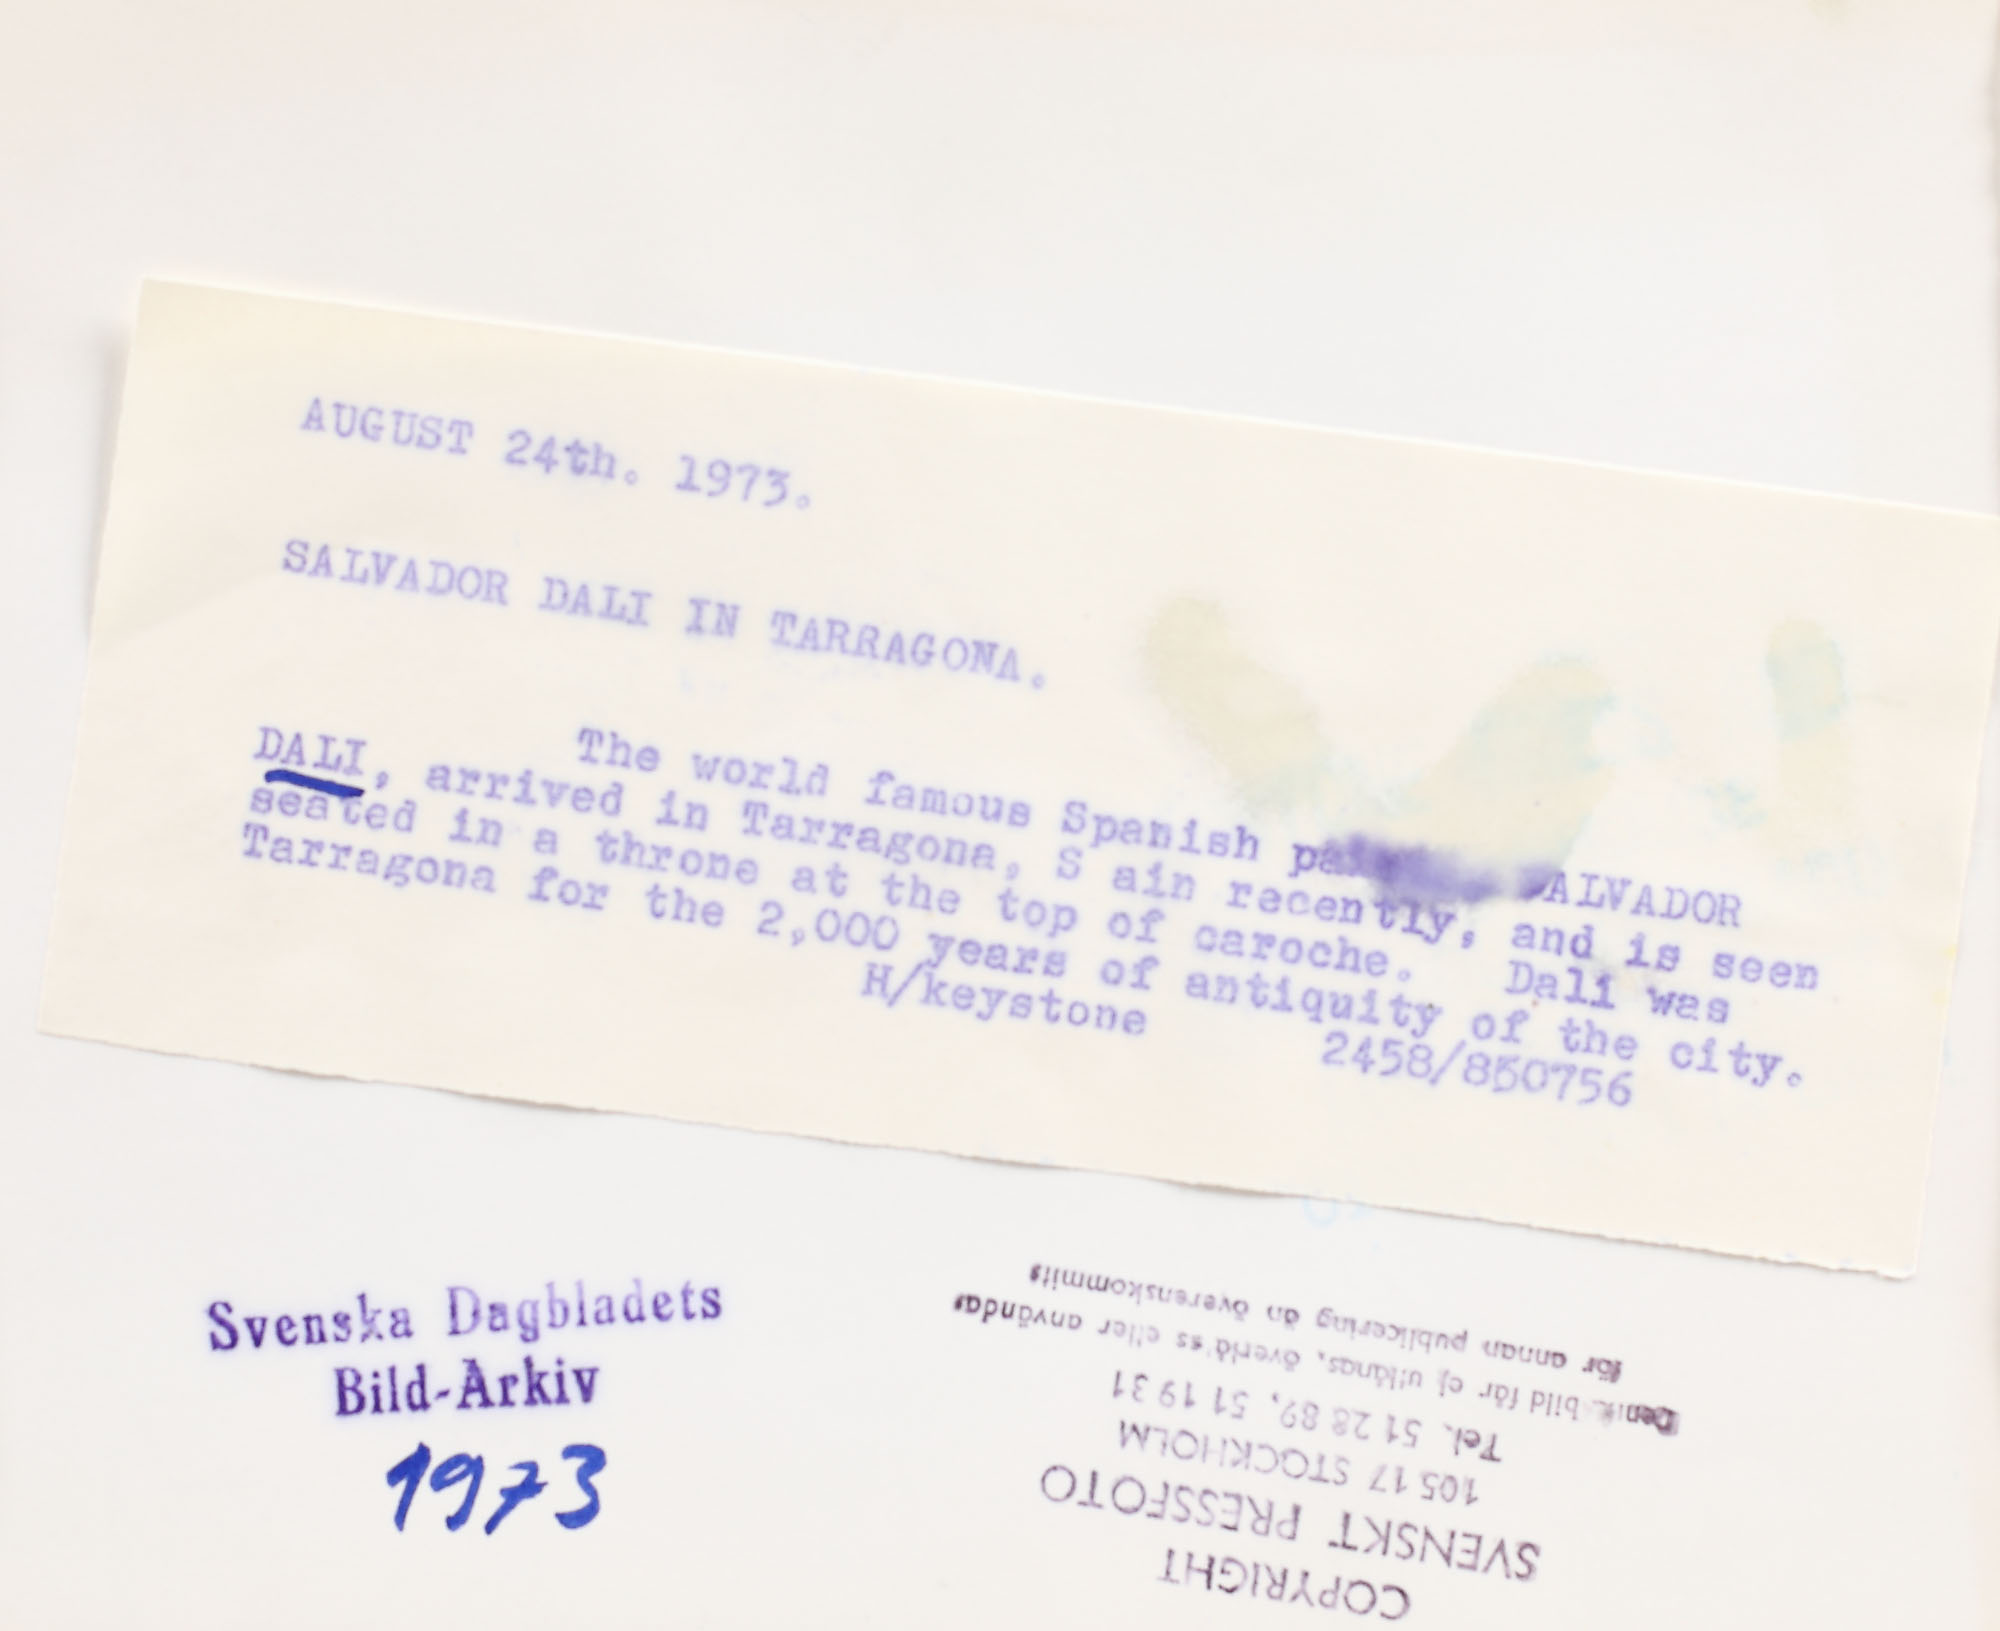 AUGUST 24th. 1973.
SALVADOR DALI IN TARRAGONA.
The world famous Spanish SALVADOR
DALI, arrived in Tarragona, S ain recently, and is seen
seated in a throne at the top of caroche. Dali was
Tarragona for the 2,000 years of antiquity of the city.
H/keystone 2458/850756
Svenska Dagbladets
Bild-Arkiv
1973
COPYRIGHT
SVENSKT PRESSFOTO
105 17 STOCKHOLM
Tel. 51 28 89, 51 19 31
bild får ej utlånas, överlåtes eller användas
för annan publicering än överenskommits